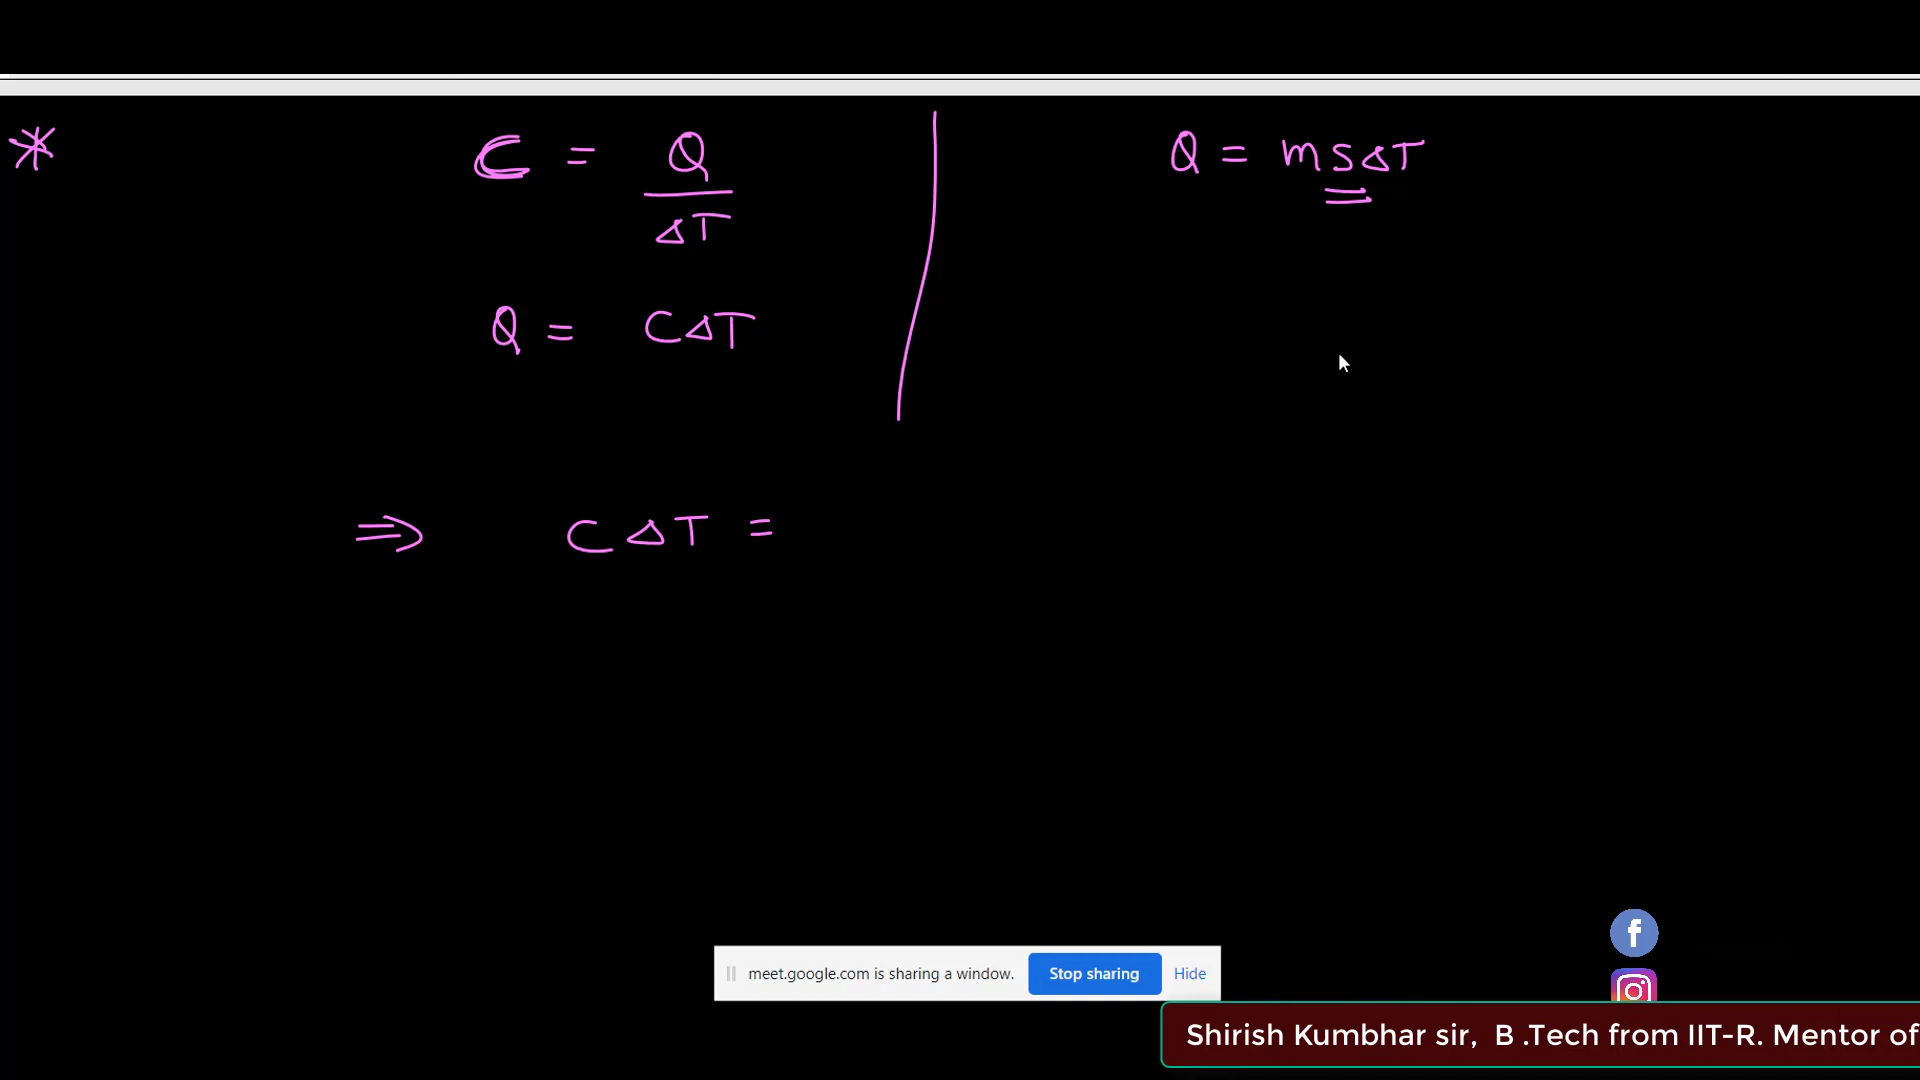 * C = Q / ΔT
Q = CΔT
Q = msΔT
⇒ CΔT =
meet.google.com is sharing a window. Stop sharing Hide
f
Shirish Kumbhar sir, B .Tech from IIT-R. Mentor of